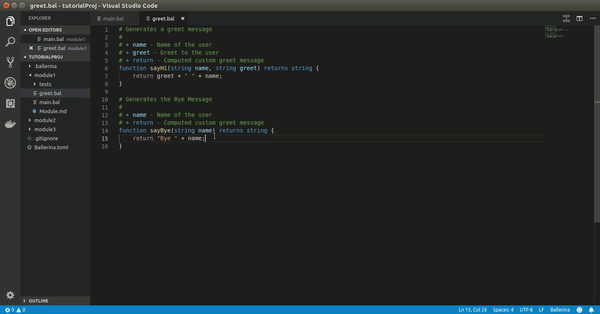 greet.bal - tutorialProj - Visual Studio Code
EXPLORER
OPEN EDITORS
main.bal module1
greet.bal module1
TUTORIALPROJ
.ballerina
module1
tests
greet.bal
main.bal
Module.md
module2
module3
.gitignore
Ballerina.toml
OUTLINE
main.bal
greet.bal
1 # Generates a greet message
2 #
3 # + name - Name of the user
4 # + greet - Greet to the user
5 # + return - Computed custom greet message
6 function sayHi(string name, string greet) returns string {
7 return greet + " " + name;
8 }
9
10 # Generates the Bye Message
11 #
12 # + name - Name of the user
13 # + return - Computed custom greet message
14 function sayBye(string name) returns string {
15 return "Bye " + name;
16 }
0 0
Ln 15, Col 26
Spaces: 4
UTF-8
LF
Ballerina